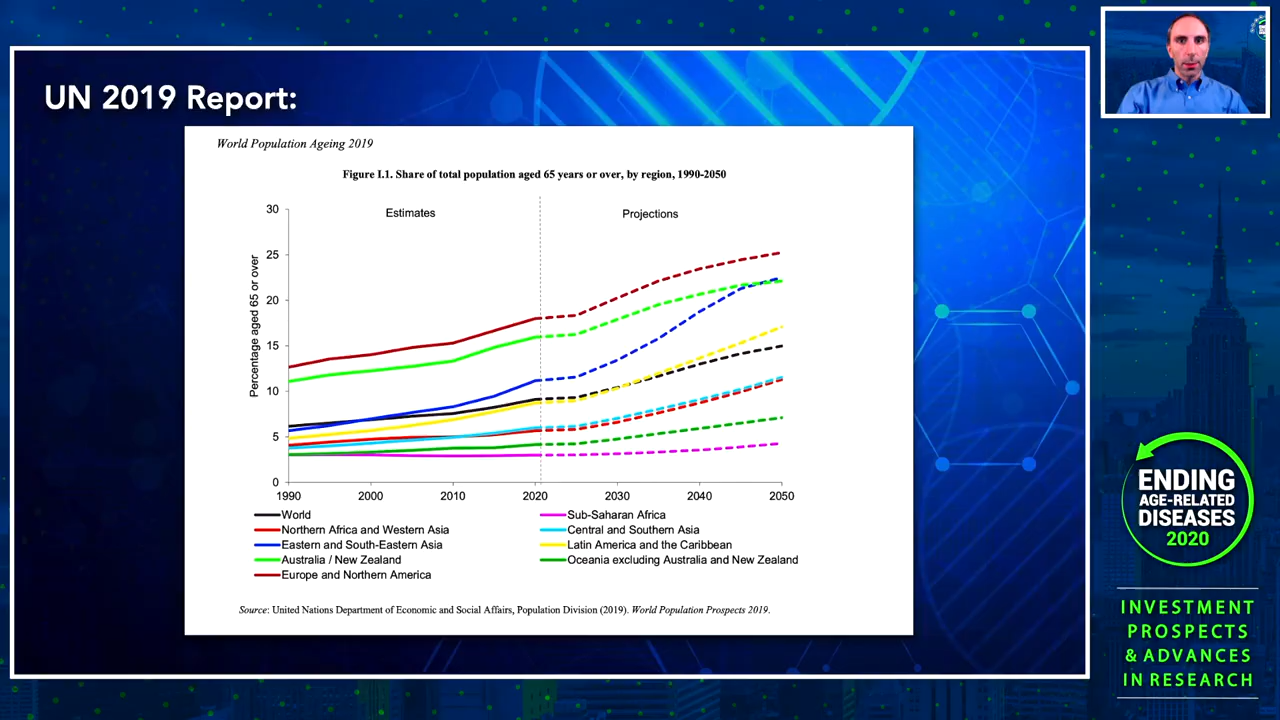 UN 2019 Report:
World Population Ageing 2019
Figure I.1. Share of total population aged 65 years or over, by region, 1990-2050
Estimates
Projections
Percentage aged 65 or over
30
25
20
15
10
5
0
1990
2000
2010
2020
2030
2040
2050
World
Sub-Saharan Africa
Northern Africa and Western Asia
Central and Southern Asia
Eastern and South-Eastern Asia
Latin America and the Caribbean
Australia / New Zealand
Oceania excluding Australia and New Zealand
Europe and Northern America
Source: United Nations Department of Economic and Social Affairs, Population Division (2019). World Population Prospects 2019.
ENDING
AGE-RELATED
DISEASES
2020
INVESTMENT
PROSPECTS
& ADVANCES
IN RESEARCH